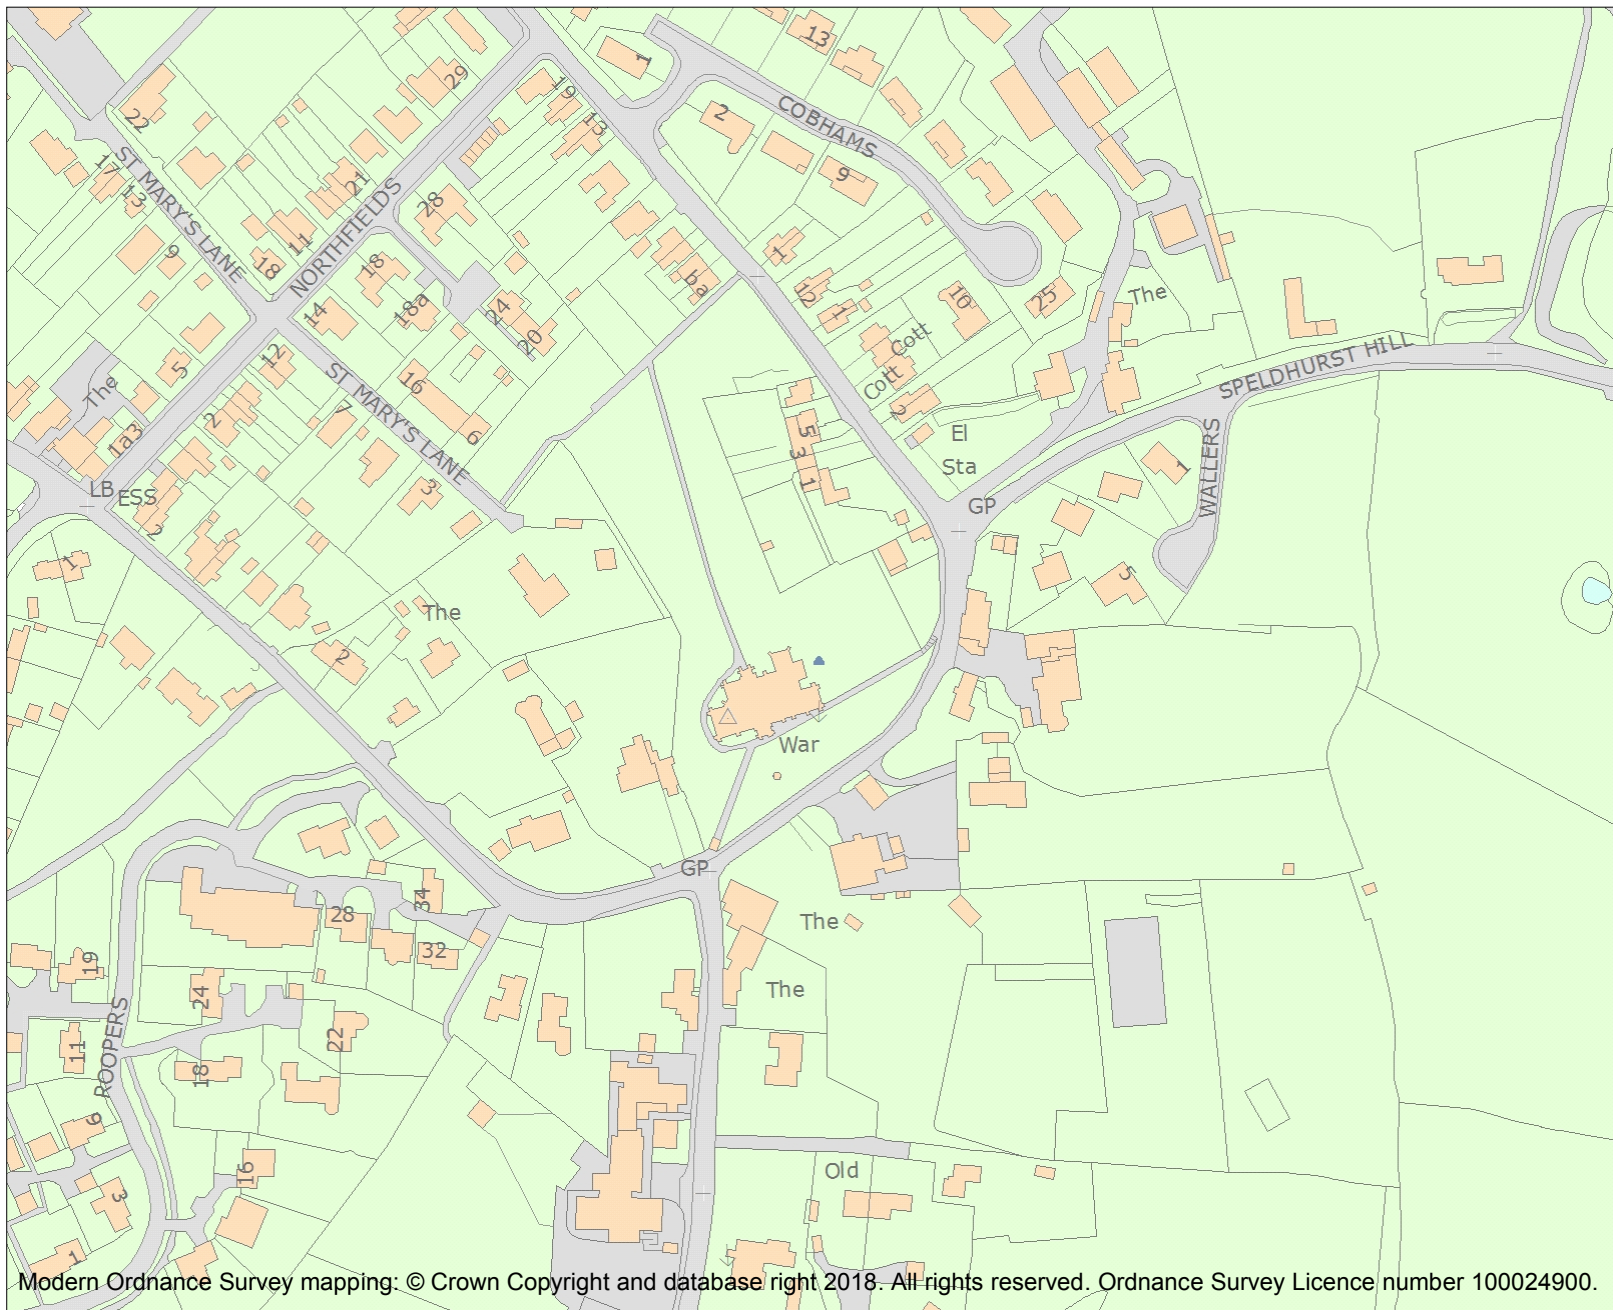 13
1
29
19
13
2
COBHAMS
22
ST MARY'S LANE
17
13
21
9
28
9
11
18
NORTHFIELDS
18
1
ba
12
1
10
25
The
18a
14
24
20
Cott
SPELDHURST HILL
12
5
The
16
ST MARY'S LANE
Cott
2
2
7
6
1a3
5
3
1
El
Sta
WALLERS
1
3
LB
ESS
2
GP
1
5
The
2
War
GP
34
28
The
32
19
24
The
22
11
18
ROOPERS
9
Old
16
3
1
Modern Ordnance Survey mapping: © Crown Copyright and database right 2018. All rights reserved. Ordnance Survey Licence number 100024900.